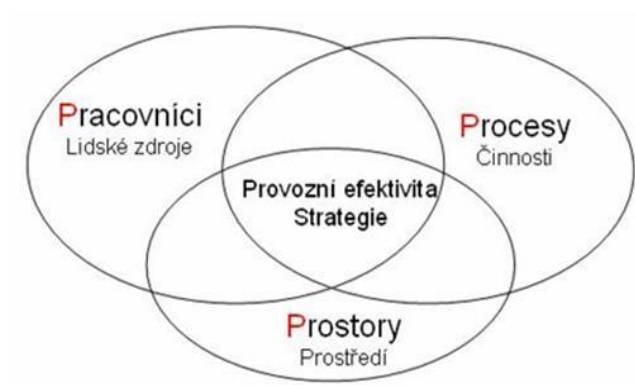 Pracovníci
Lidské zdroje
Procesy
Činnosti
Provozní efektivita
Strategie
Prostory
Prostředí